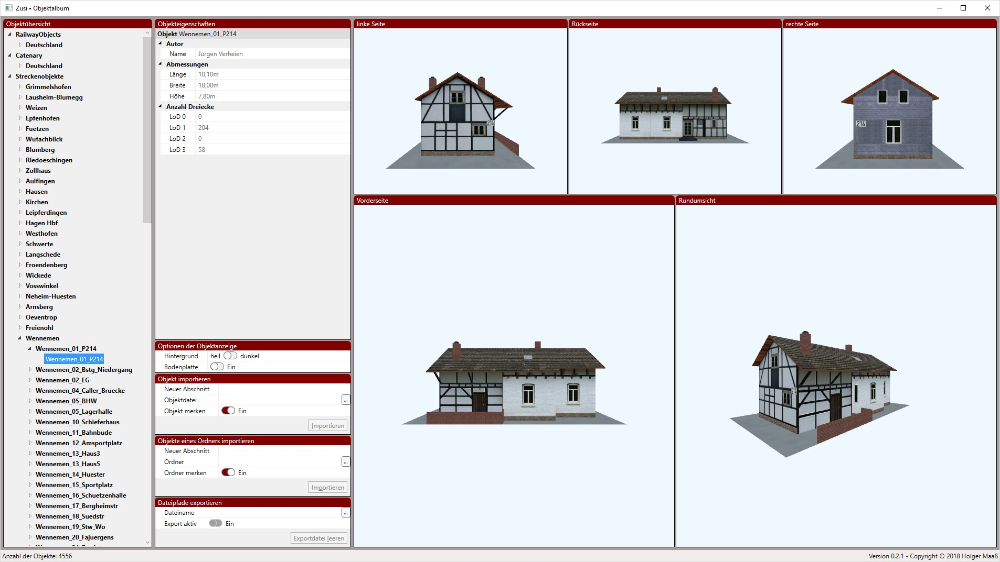 Zusi • Objektalbum
Objektübersicht
RailwayObjects
Deutschland
Catenary
Deutschland
Streckenobjekte
Grimmelshofen
Lausheim-Blumegg
Weizen
Epfenhofen
Fuetzen
Wutachblick
Blumberg
Riedoeschingen
Zollhaus
Aulfingen
Hausen
Kirchen
Leipferdingen
Hagen Hbf
Westhofen
Schwerte
Langschede
Froendenberg
Wickede
Vosswinkel
Neheim-Huesten
Arnsberg
Oeventrop
Freienohl
Wennemen
Wennemen_01_P214
Wennemen_01_P214
Wennemen_02_Bstg_Niedergang
Wennemen_02_EG
Wennemen_04_Caller_Bruecke
Wennemen_05_BHW
Wennemen_05_Lagerhalle
Wennemen_10_Schieferhaus
Wennemen_11_Bahnbude
Wennemen_12_Amsportplatz
Wennemen_13_Haus3
Wennemen_13_Haus5
Wennemen_14_Huester
Wennemen_15_Sportplatz
Wennemen_16_Schuetzenhalle
Wennemen_17_Bergheimstr
Wennemen_18_Suedstr
Wennemen_19_Stw_Wo
Wennemen_20_Fajuergens
Objekteigenschaften
Objekt Wennemen_01_P214
Autor
Name Jürgen Verheien
Abmessungen
Länge 10,10m
Breite 18,00m
Höhe 7,80m
Anzahl Dreiecke
LoD 0 0
LoD 1 204
LoD 2 0
LoD 3 58
Optionen der Objektanzeige
Hintergrund hell dunkel
Bodenplatte Ein
Objekt importieren
Neuer Abschnitt
Objektdatei ...
Objekt merken Ein
Importieren
Objekte eines Ordners importieren
Neuer Abschnitt
Ordner ...
Ordner merken Ein
Importieren
Dateipfade exportieren
Dateiname ...
Export aktiv Ein
Exportdatei leeren
linke Seite
214
Rückseite
rechte Seite
214
Vorderseite
Rundumsicht
214
Anzahl der Objekte: 4556
Version 0.2.1 • Copyright © 2018 Holger Maaß